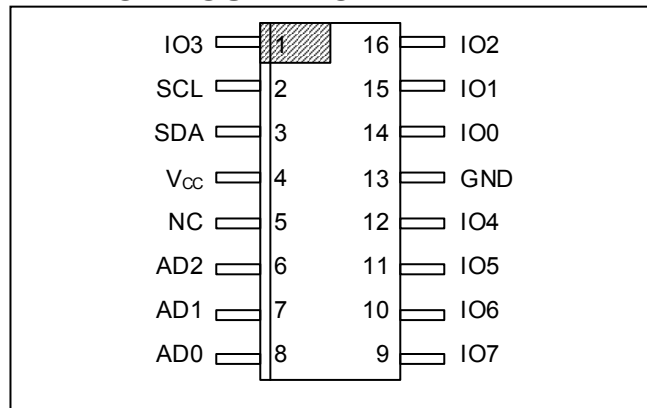 IO3 1 16 IO2
SCL 2 15 IO1
SDA 3 14 IO0
VCC 4 13 GND
NC 5 12 IO4
AD2 6 11 IO5
AD1 7 10 IO6
AD0 8 9 IO7